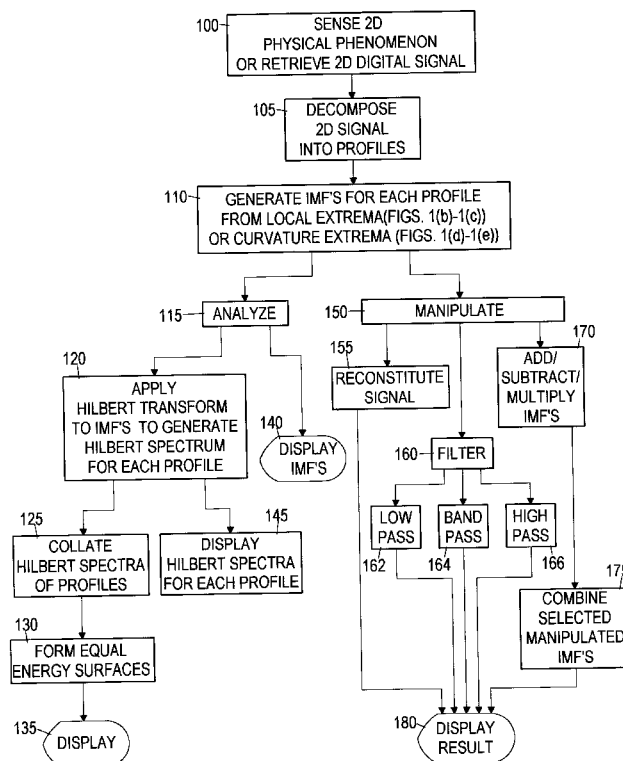 100
SENSE 2D
PHYSICAL PHENOMENON
OR RETRIEVE 2D DIGITAL SIGNAL
105
DECOMPOSE
2D SIGNAL
INTO PROFILES
110
GENERATE IMF'S FOR EACH PROFILE
FROM LOCAL EXTREMA(FIGS. 1(b)-1(c))
OR CURVATURE EXTREMA (FIGS. 1(d)-1(e))
115
ANALYZE
120
APPLY
HILBERT TRANSFORM
TO IMF'S TO GENERATE
HILBERT SPECTRUM
FOR EACH PROFILE
140
DISPLAY
IMF'S
125
COLLATE
HILBERT SPECTRA
OF PROFILES
145
DISPLAY
HILBERT SPECTRA
FOR EACH PROFILE
130
FORM EQUAL
ENERGY SURFACES
135
DISPLAY
150
MANIPULATE
155
RECONSTITUTE
SIGNAL
160
FILTER
LOW
PASS
162
BAND
PASS
164
HIGH
PASS
166
170
ADD/
SUBTRACT/
MULTIPLY
IMF'S
175
COMBINE
SELECTED
MANIPULATED
IMF'S
180
DISPLAY
RESULT